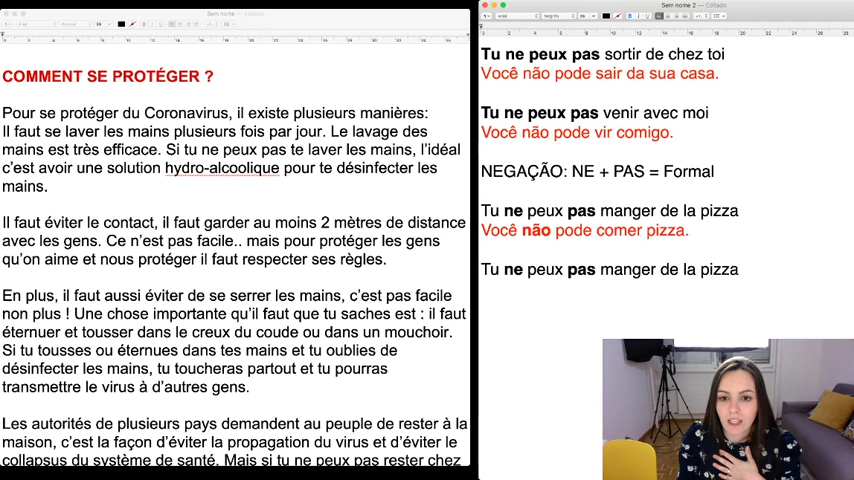 Sem nome
Editado
COMMENT SE PROTÉGER ?
Pour se protéger du Coronavirus, il existe plusieurs manières:
Il faut se laver les mains plusieurs fois par jour. Le lavage des
mains est très efficace. Si tu ne peux pas te laver les mains, l'idéal
c'est avoir une solution hydro-alcoolique pour te désinfecter les
mains.
Il faut éviter le contact, il faut garder au moins 2 mètres de distance
avec les gens. Ce n'est pas facile.. mais pour protéger les gens
qu'on aime et nous protéger il faut respecter ses règles.
En plus, il faut aussi éviter de se serrer les mains, c'est pas facile
non plus ! Une chose importante qu'il faut que tu saches est : il faut
éternuer et tousser dans le creux du coude ou dans un mouchoir.
Si tu tousses ou éternues dans tes mains et tu oublies de
désinfecter les mains, tu toucheras partout et tu pourras
transmettre le virus à d'autres gens.
Les autorités de plusieurs pays demandent au peuple de rester à la
maison, c'est la façon d'éviter la propagation du virus et d'éviter le
collapsus du système de santé. Mais si tu ne peux pas rester chez
Sem nome 2 — Editado
Tu ne peux pas sortir de chez toi
Você não pode sair da sua casa.
Tu ne peux pas venir avec moi
Você não pode vir comigo.
NEGAÇÃO: NE + PAS = Formal
Tu ne peux pas manger de la pizza
Você não pode comer pizza.
Tu ne peux pas manger de la pizza